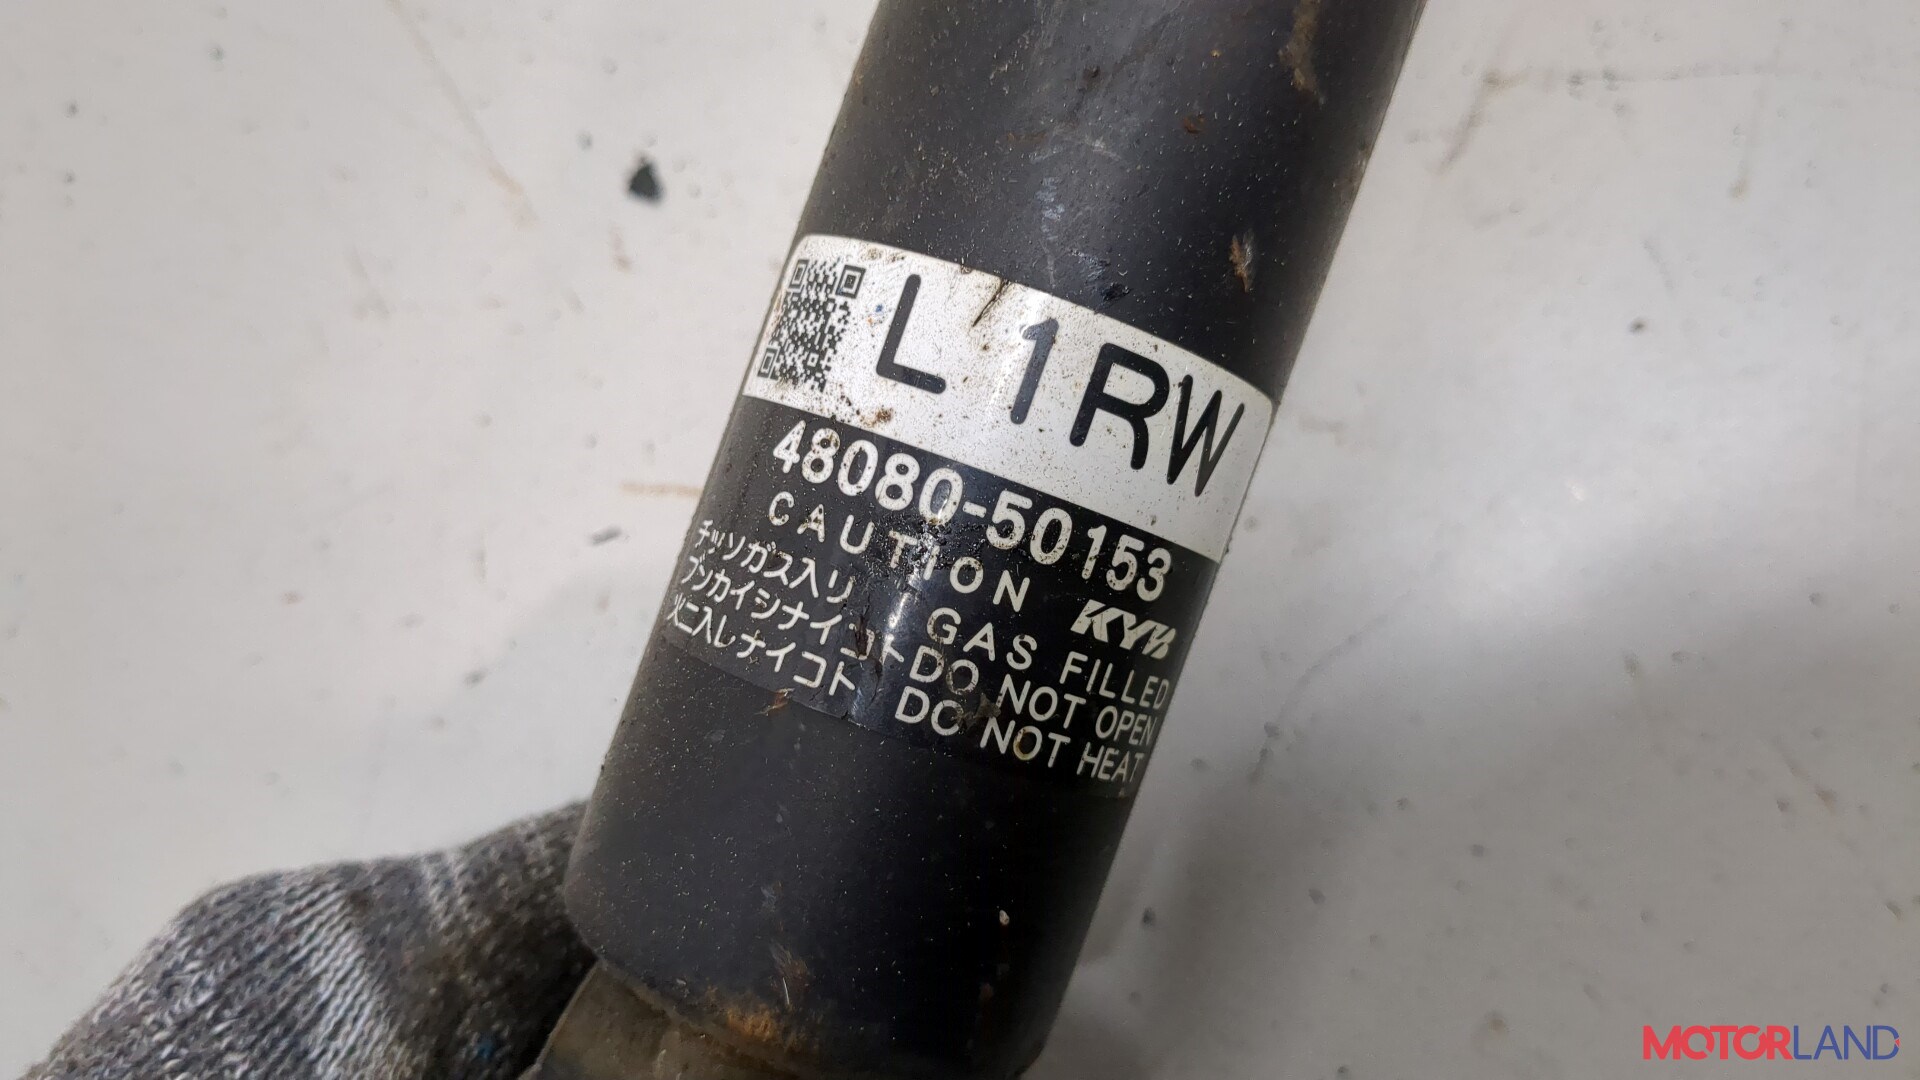 L1RW
48080-50153
CAUTION KYB
チッソガス入リ GAS FILLED
ブンカイシナイコト DO NOT OPEN
火ニ入レナイコト DO NOT HEAT
MOTORLAND